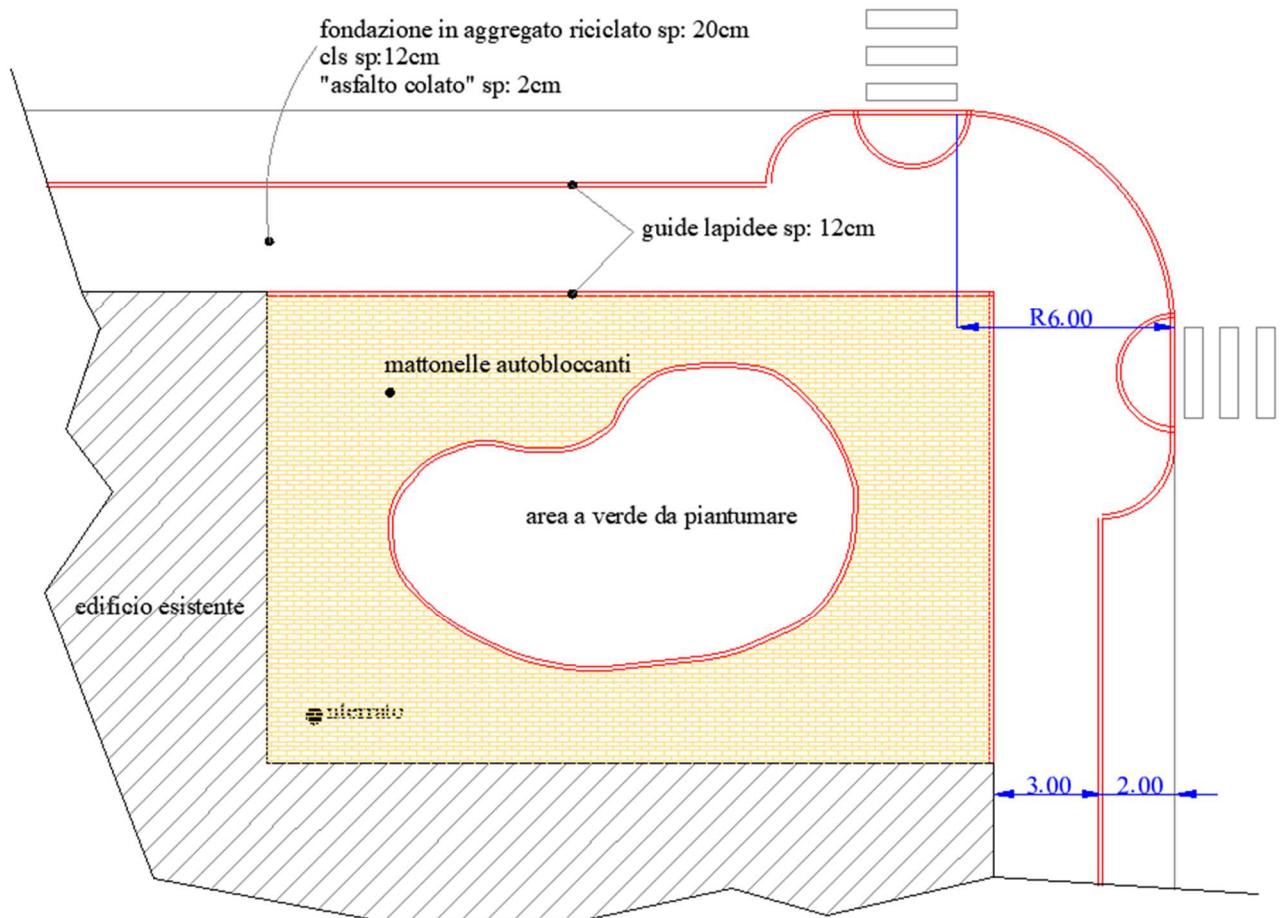 fondazione in aggregato riciclato sp: 20cm
cls sp:12cm
"asfalto colato" sp: 2cm
guide lapidee sp: 12cm
R6.00
mattonelle autobloccanti
area a verde da piantumare
edificio esistente
3.00
2.00